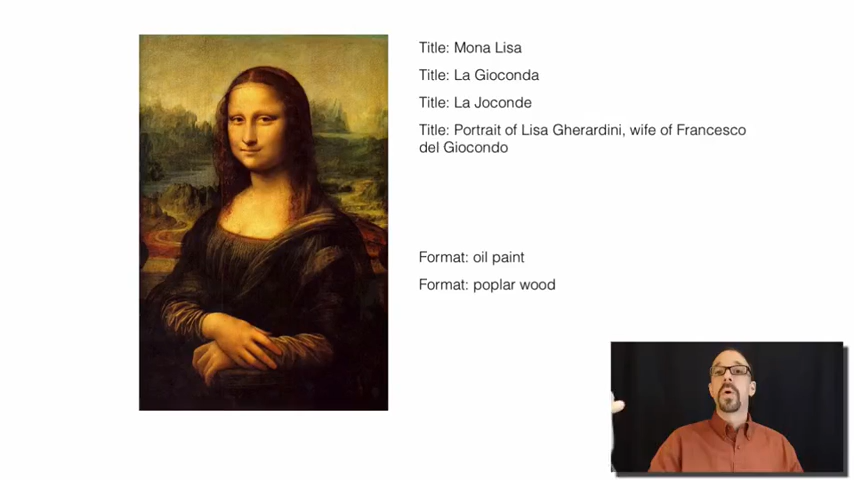 Title: Mona Lisa
Title: La Gioconda
Title: La Joconde
Title: Portrait of Lisa Gherardini, wife of Francesco
del Giocondo
Format: oil paint
Format: poplar wood